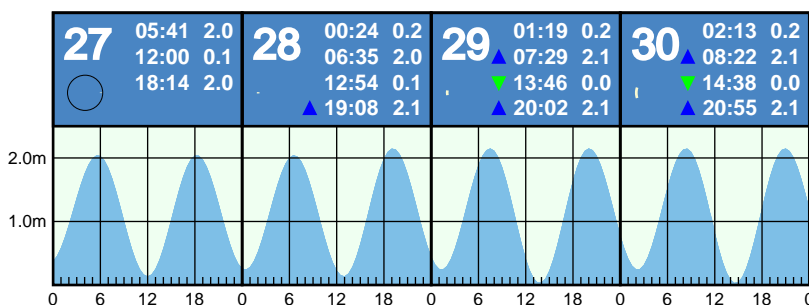 27
05:41 2.0
12:00 0.1
18:14 2.0
28
00:24 0.2
06:35 2.0
12:54 0.1
▲ 19:08 2.1
29
01:19 0.2
▲ 07:29 2.1
▼ 13:46 0.0
▲ 20:02 2.1
30
02:13 0.2
▲ 08:22 2.1
▼ 14:38 0.0
▲ 20:55 2.1
2.0m
1.0m
0 6 12 18 0 6 12 18 0 6 12 18 0 6 12 18 0